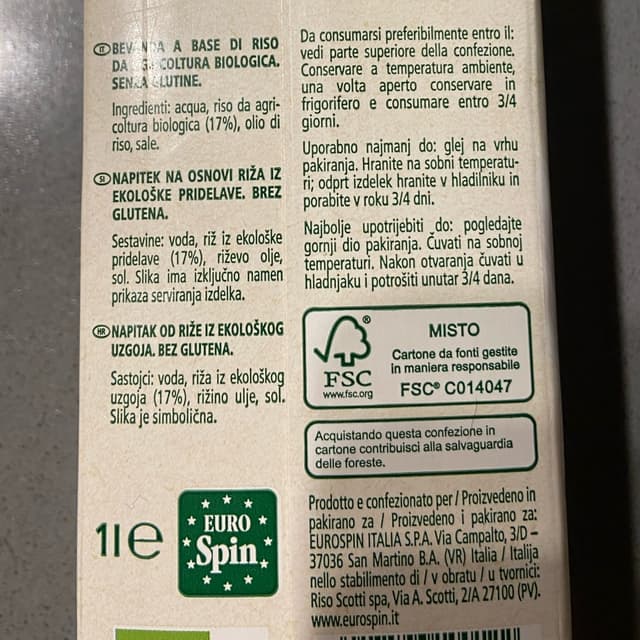 IT BEVANDA A BASE DI RISO
DA AGRICOLTURA BIOLOGICA.
SENZA GLUTINE.
Ingredienti: acqua, riso da agri-
coltura biologica (17%), olio di
riso, sale.
SI NAPITEK NA OSNOVI RIŽA IZ
EKOLOŠKE PRIDELAVE. BREZ
GLUTENA.
Sestavine: voda, riž iz ekološke
pridelave (17%), riževo olje,
sol. Slika ima izključno namen
prikaza serviranja izdelka.
HR NAPITAK OD RIŽE IZ EKOLOŠKOG
UZGOJA. BEZ GLUTENA.
Sastojci: voda, riža iz ekološkog
uzgoja (17%), rižino ulje, sol.
Slika je simbolična.
1l e
EURO
Spin
Da consumarsi preferibilmente entro il:
vedi parte superiore della confezione.
Conservare a temperatura ambiente,
una volta aperto conservare in
frigorifero e consumare entro 3/4
giorni.
Uporabno najmanj do: glej na vrhu
pakiranja. Hranite na sobni temperatu-
ri; odprt izdelek hranite v hladilniku in
porabite v roku 3/4 dni.
Najbolje upotrijebiti do: pogledajte
gornji dio pakiranja. Čuvati na sobnoj
temperaturi. Nakon otvaranja čuvati u
hladnjaku i potrošiti unutar 3/4 dana.
®
FSC
www.fsc.org
MISTO
Cartone da fonti gestite
in maniera responsabile
FSC® C014047
Acquistando questa confezione in
cartone contribuisci alla salvaguardia
delle foreste.
Prodotto e confezionato per / Proizvedeno in
pakirano za / Proizvedeno i pakirano za:
EUROSPIN ITALIA S.P.A. Via Campalto, 3/D –
37036 San Martino B.A. (VR) Italia / Italija
nello stabilimento di / v obratu / u tvornici:
Riso Scotti spa, Via A. Scotti, 2/A 27100 (PV).
www.eurospin.it